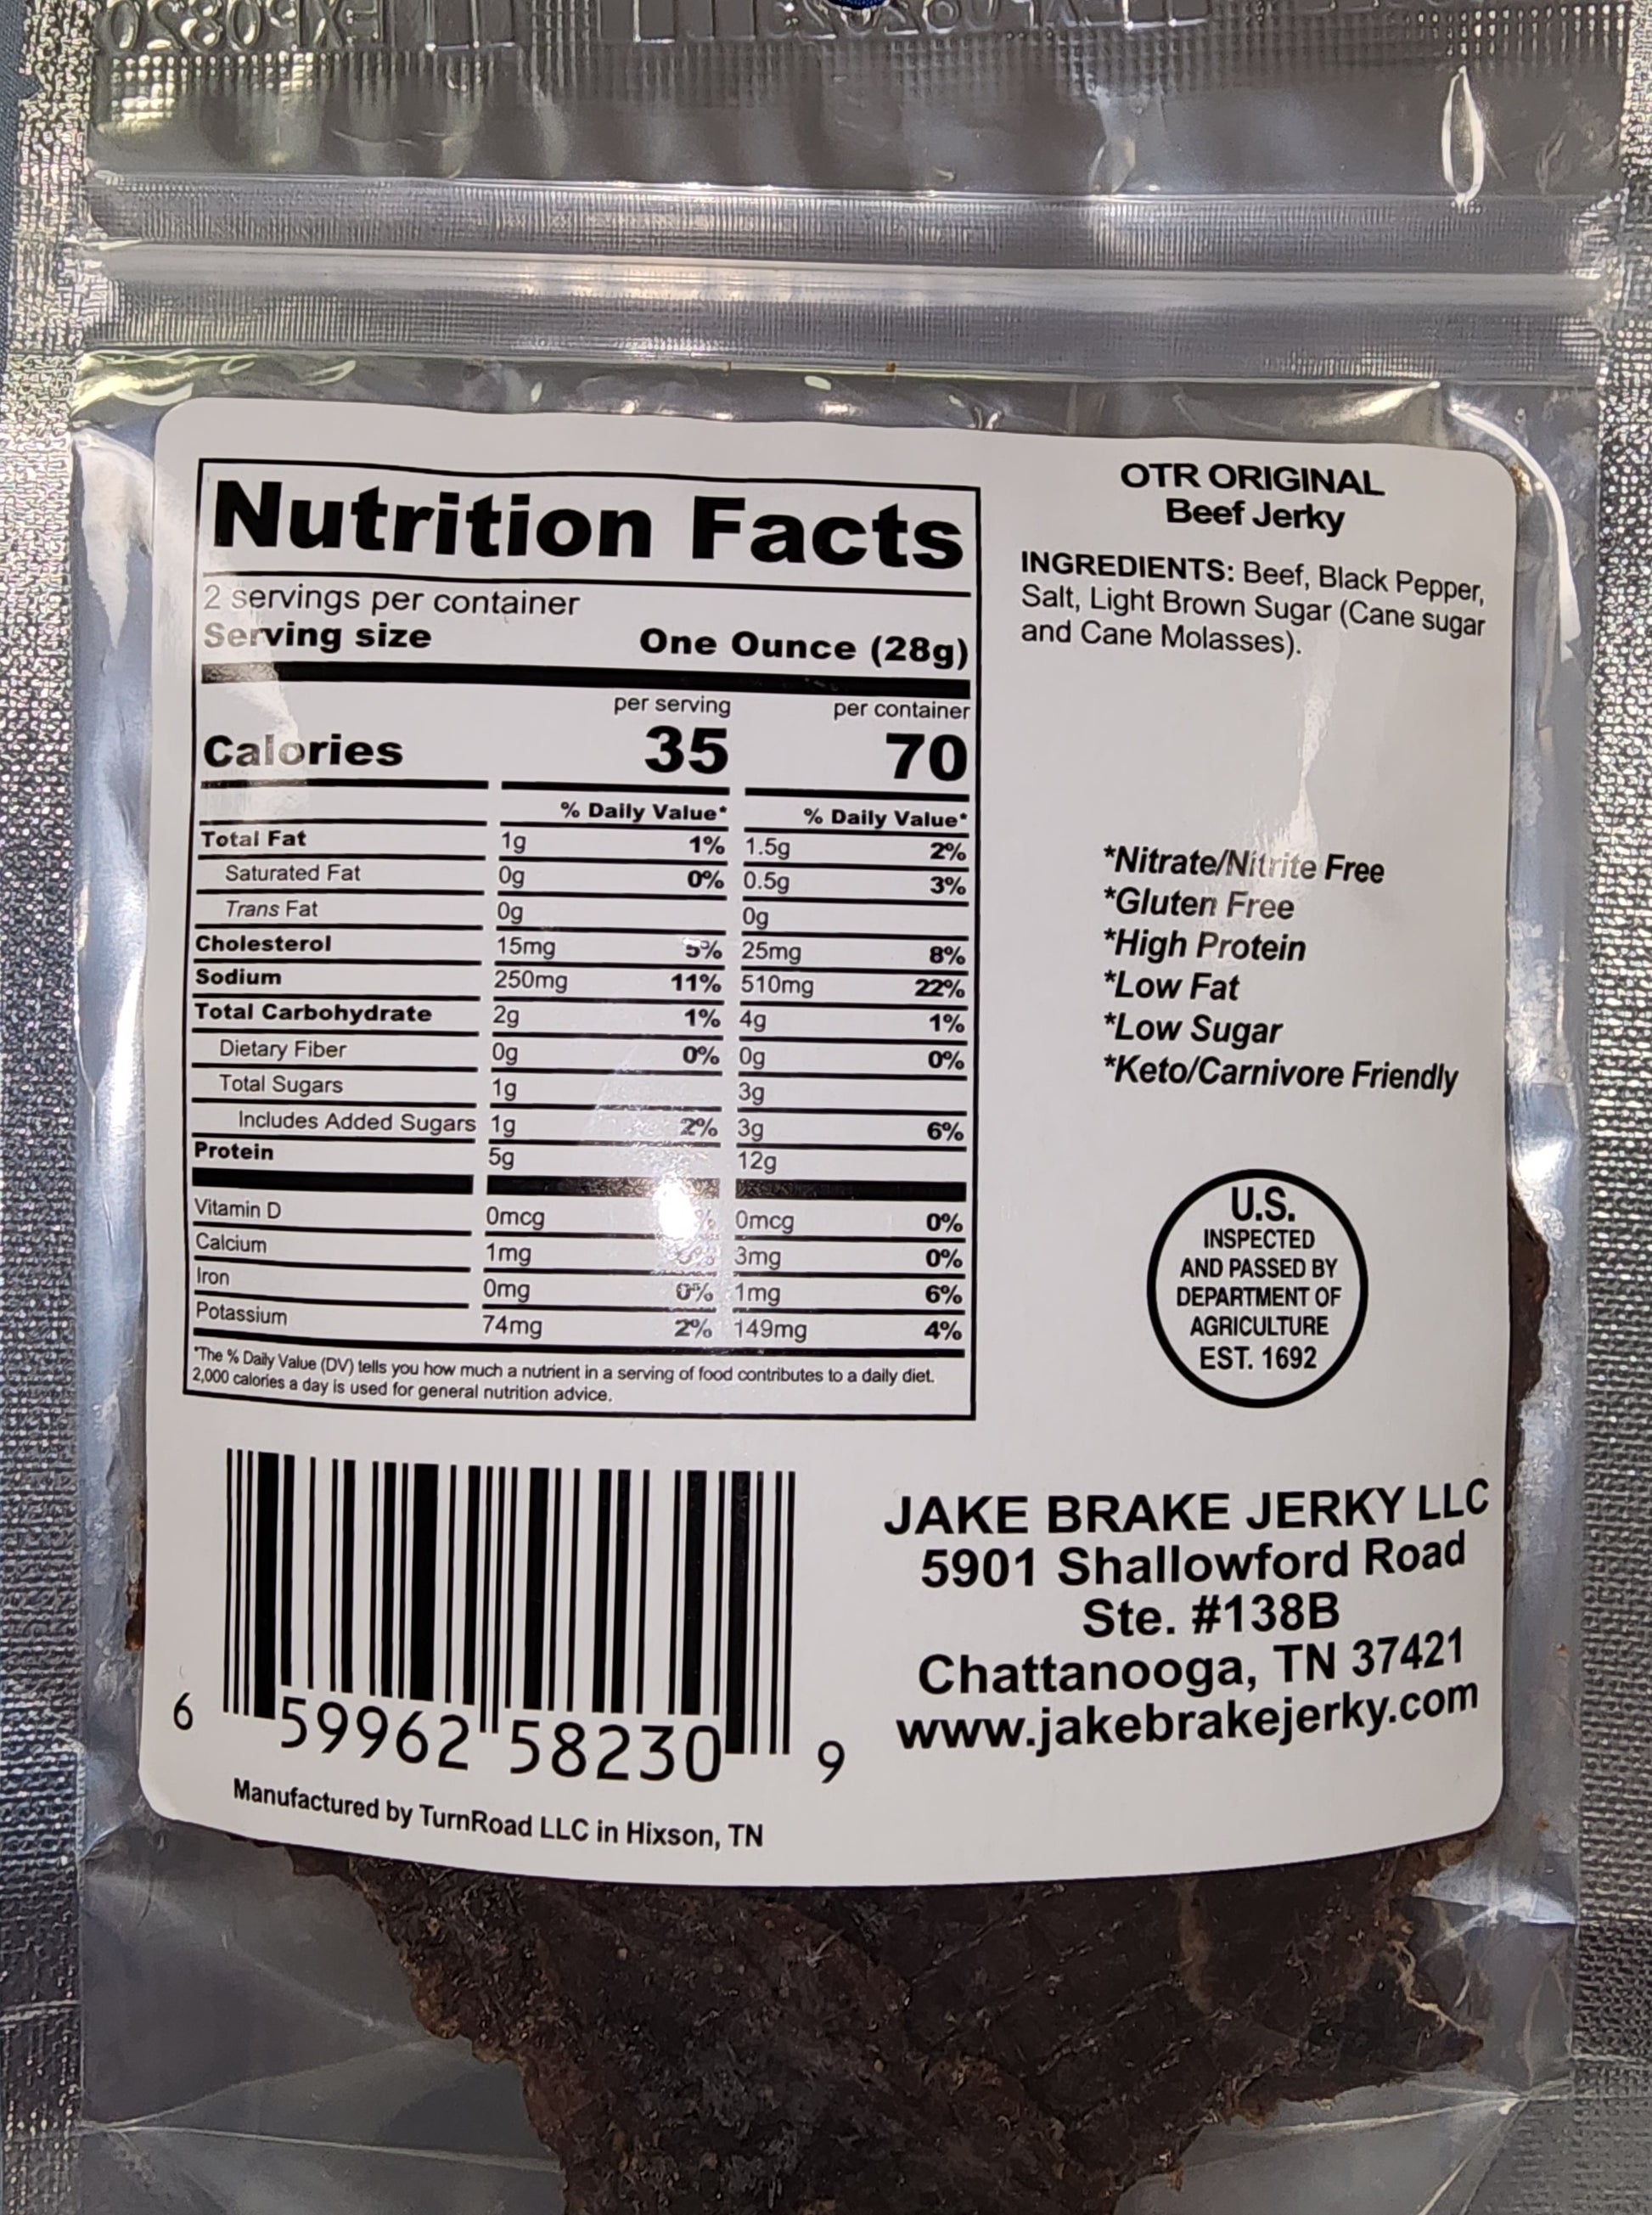 Nutrition Facts
2 servings per container
Serving size One Ounce (28g)
per serving per container
Calories 35 70
% Daily Value* % Daily Value*
Total Fat 1g 1% 1.5g 2%
Saturated Fat 0g 0% 0.5g 3%
Trans Fat 0g 0g
Cholesterol 15mg 5% 25mg 8%
Sodium 250mg 11% 510mg 22%
Total Carbohydrate 2g 1% 4g 1%
Dietary Fiber 0g 0% 0g 0%
Total Sugars 1g 3g
Includes Added Sugars 1g 2% 3g 6%
Protein 5g 12g
Vitamin D 0mcg % 0mcg 0%
Calcium 1mg 0% 3mg 0%
Iron 0mg 0% 1mg 6%
Potassium 74mg 2% 149mg 4%
*The % Daily Value (DV) tells you how much a nutrient in a serving of food contributes to a daily diet.
2,000 calories a day is used for general nutrition advice.
OTR ORIGINAL
Beef Jerky
INGREDIENTS: Beef, Black Pepper,
Salt, Light Brown Sugar (Cane sugar
and Cane Molasses).
*Nitrate/Nitrite Free
*Gluten Free
*High Protein
*Low Fat
*Low Sugar
*Keto/Carnivore Friendly
U.S.
INSPECTED
AND PASSED BY
DEPARTMENT OF
AGRICULTURE
EST. 1692
6 59962 58230 9
Manufactured by TurnRoad LLC in Hixson, TN
JAKE BRAKE JERKY LLC
5901 Shallowford Road
Ste. #138B
Chattanooga, TN 37421
www.jakebrakejerky.com